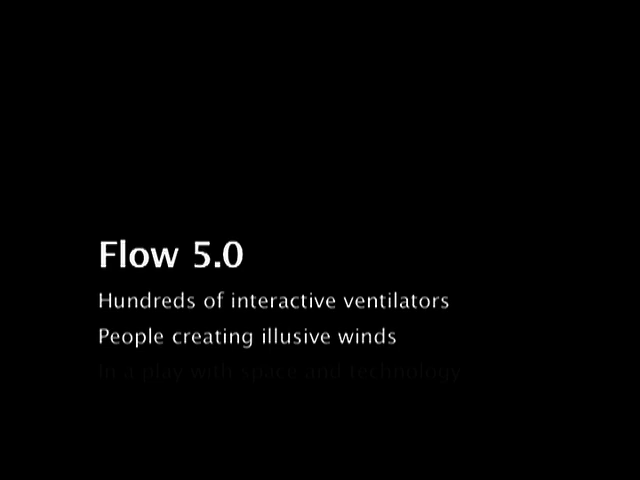 Flow 5.0
Hundreds of interactive ventilators
People creating illusive winds
In a play with space and technology